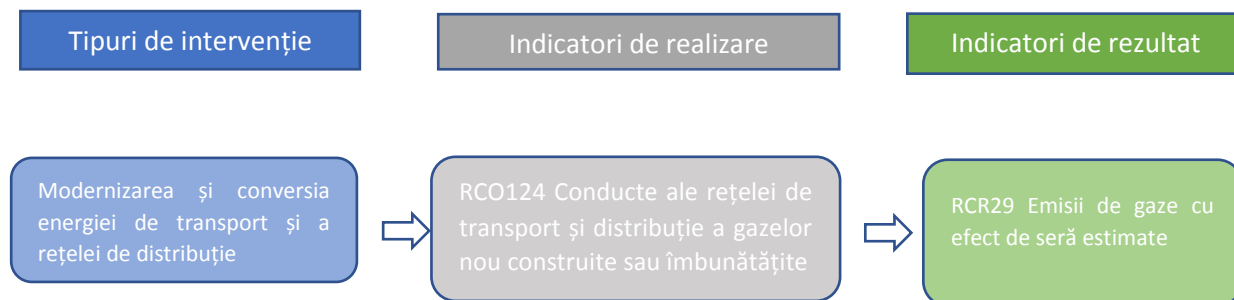 Tipuri de intervenție
Indicatori de realizare
Indicatori de rezultat
Modernizarea și conversia
energiei de transport și a
rețelei de distribuție
RCO124 Conducte ale rețelei de
transport și distribuție a gazelor
nou construite sau îmbunătățite
RCR29 Emisii de gaze cu
efect de seră estimate